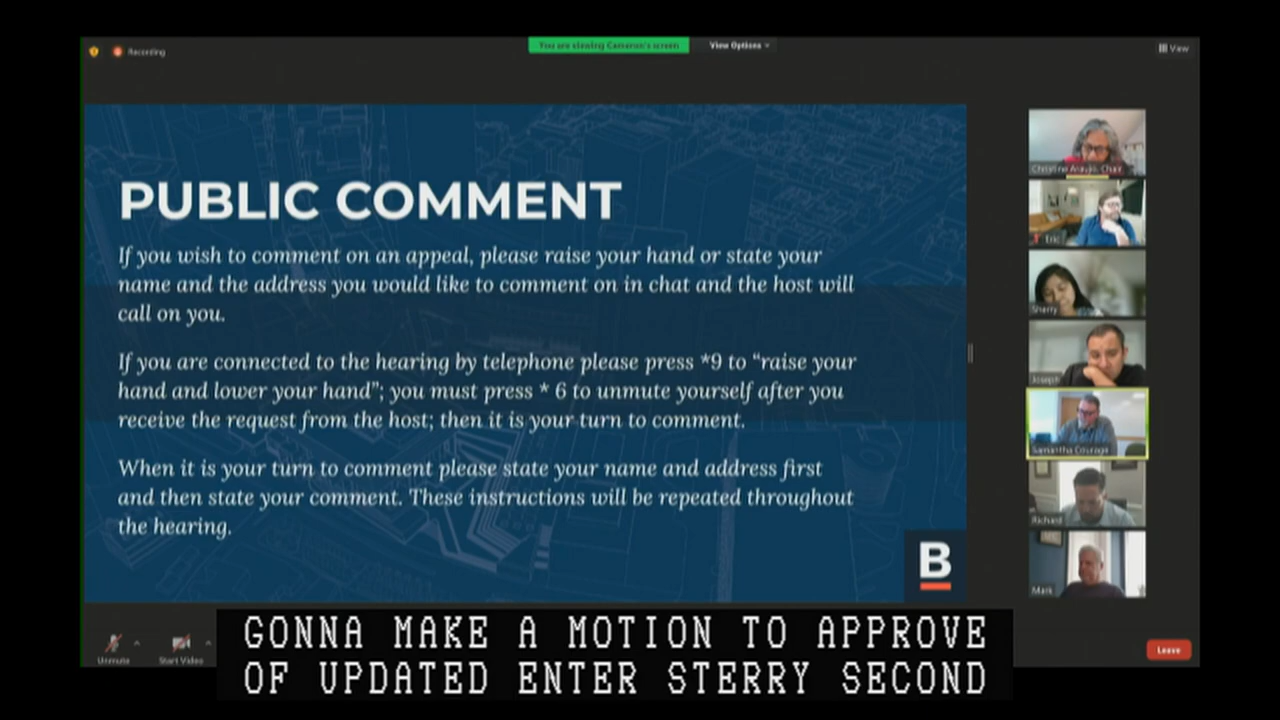 Recording
You are viewing Cameron's screen
View Options
View
PUBLIC COMMENT
If you wish to comment on an appeal, please raise your hand or state your
name and the address you would like to comment on in chat and the host will
call on you.
If you are connected to the hearing by telephone please press *9 to "raise your
hand and lower your hand"; you must press * 6 to unmute yourself after you
receive the request from the host; then it is your turn to comment.
When it is your turn to comment please state your name and address first
and then state your comment. These instructions will be repeated throughout
the hearing.
B
Christine Araujo, Chair
Eric
Sherry
Joseph
Samantha Courage
Richard
Mark
Unmute
Start Video
Leave
GONNA MAKE A MOTION TO APPROVE
OF UPDATED ENTER STERRY SECOND